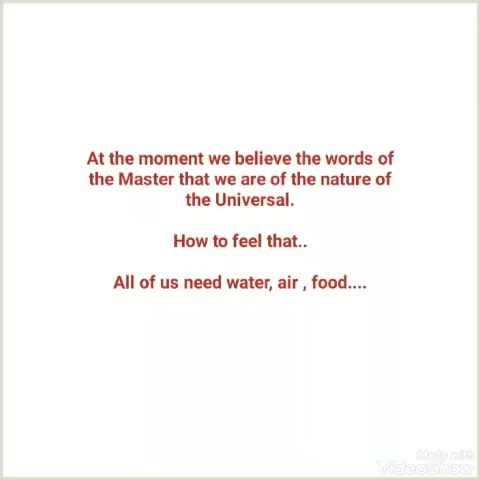 At the moment we believe the words of
the Master that we are of the nature of
the Universal.
How to feel that..
All of us need water, air , food....
Made with
VideoShow